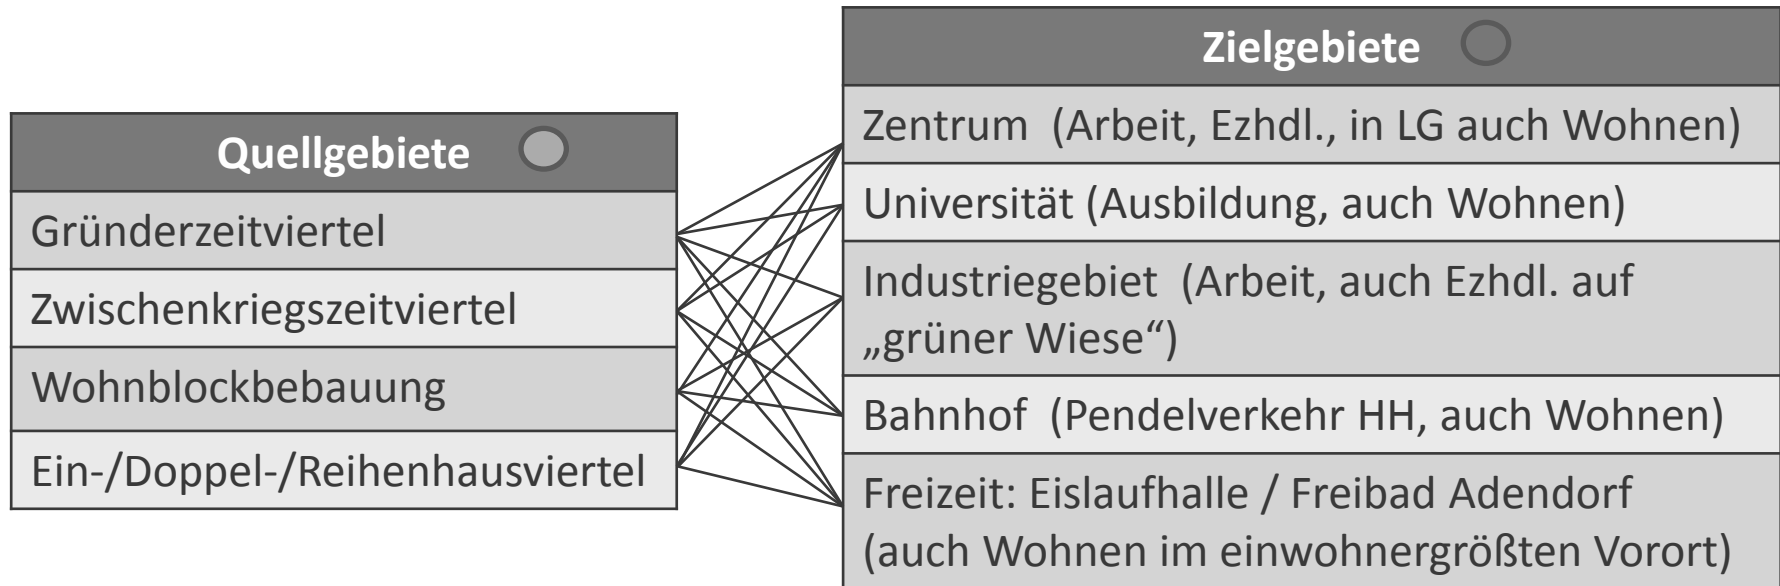 Quellgebiete
Gründerzeitviertel
Zwischenkriegszeitviertel
Wohnblockbebauung
Ein-/Doppel-/Reihenhausviertel
Zielgebiete
Zentrum (Arbeit, Ezhdl., in LG auch Wohnen)
Universität (Ausbildung, auch Wohnen)
Industriegebiet (Arbeit, auch Ezhdl. auf
„grüner Wiese“)
Bahnhof (Pendelverkehr HH, auch Wohnen)
Freizeit: Eislaufhalle / Freibad Adendorf
(auch Wohnen im einwohnergrößten Vorort)